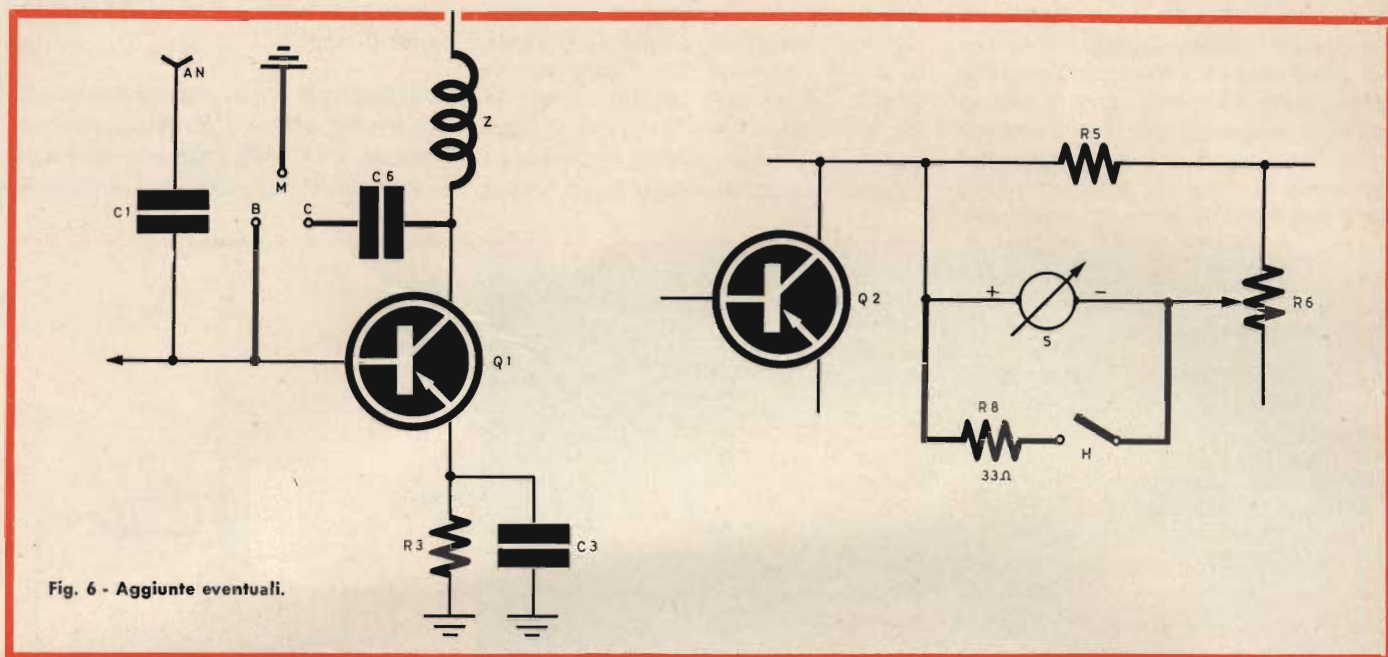 AN
Z
M
C6
C1
B
C
Q1
R3
C3
R5
+
-
Q2
S
R6
R8
H
33Ω
Fig. 6 - Aggiunte eventuali.